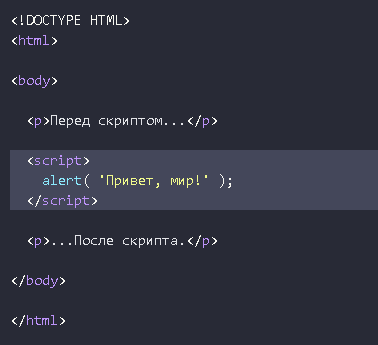 <!DOCTYPE HTML>
<html>
<body>
<p>Перед скриптом...</p>
<script>
alert( 'Привет, мир!' );
</script>
<p>...После скрипта.</p>
</body>
</html>